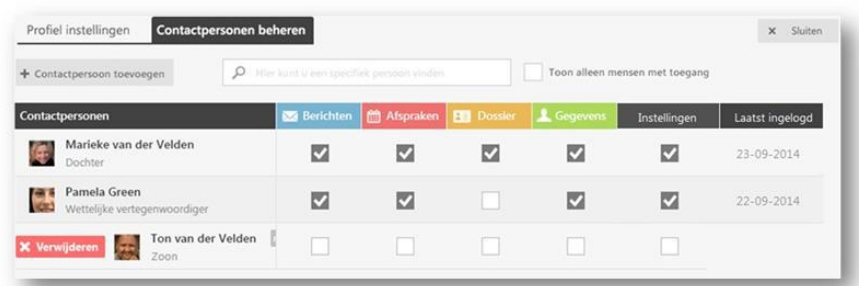 Profiel instellingen Contactpersonen beheren × Sluiten
+ Contactpersoon toevoegen Hier kunt u een specifiek persoon vinden Toon alleen mensen met toegang
Contactpersonen Berichten Afspraken Dossier Gegevens Instellingen Laatst ingelogd
Marieke van der Velden
Dochter 23-09-2014
Pamela Green
Wettelijke vertegenwoordiger 22-09-2014
× Verwijderen Ton van der Velden
Zoon